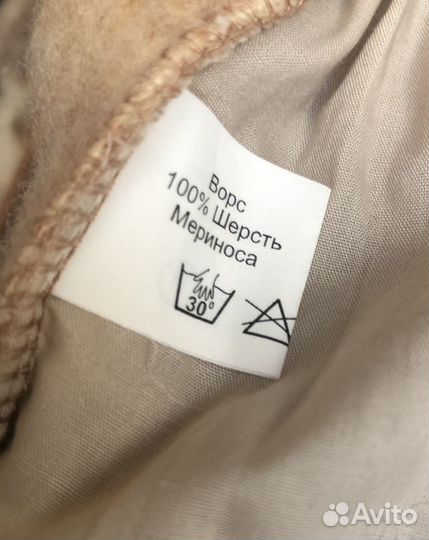 Ворс
100% Шерсть
Мериноса
30°
Avito